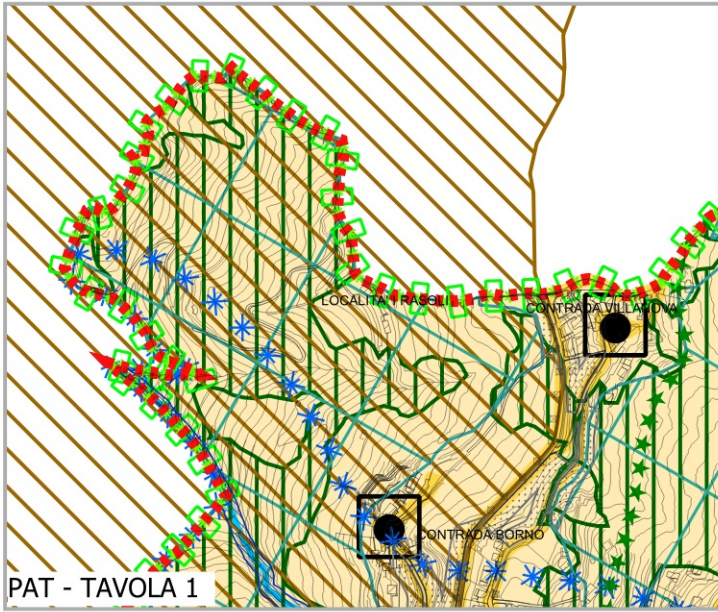 LOCALITA' I RASOLI
CONTRADA VILLANOVA
CONTRADA BORNO
PAT - TAVOLA 1